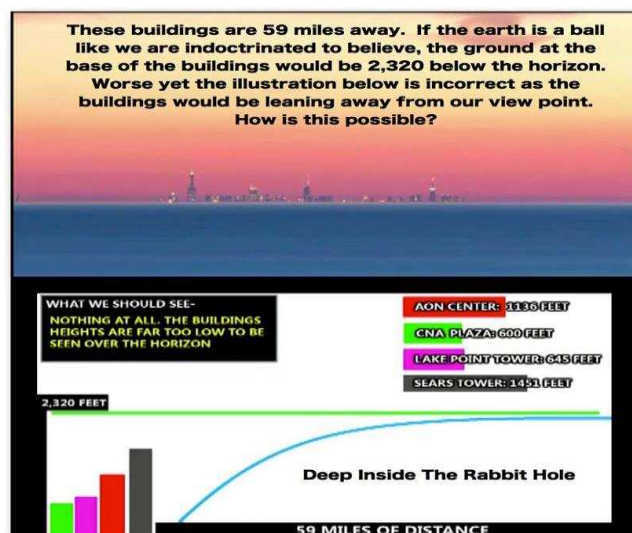 These buildings are 59 miles away. If the earth is a ball
like we are indoctrinated to believe, the ground at the
base of the buildings would be 2,320 below the horizon.
Worse yet the illustration below is incorrect as the
buildings would be leaning away from our view point.
How is this possible?
WHAT WE SHOULD SEE-
NOTHING AT ALL. THE BUILDINGS
HEIGHTS ARE FAR TOO LOW TO BE
SEEN OVER THE HORIZON
AON CENTER: 1136 FEET
CNA PLAZA: 600 FEET
LAKE POINT TOWER: 645 FEET
SEARS TOWER: 1451 FEET
2,320 FEET
Deep Inside The Rabbit Hole
59 MILES OF DISTANCE